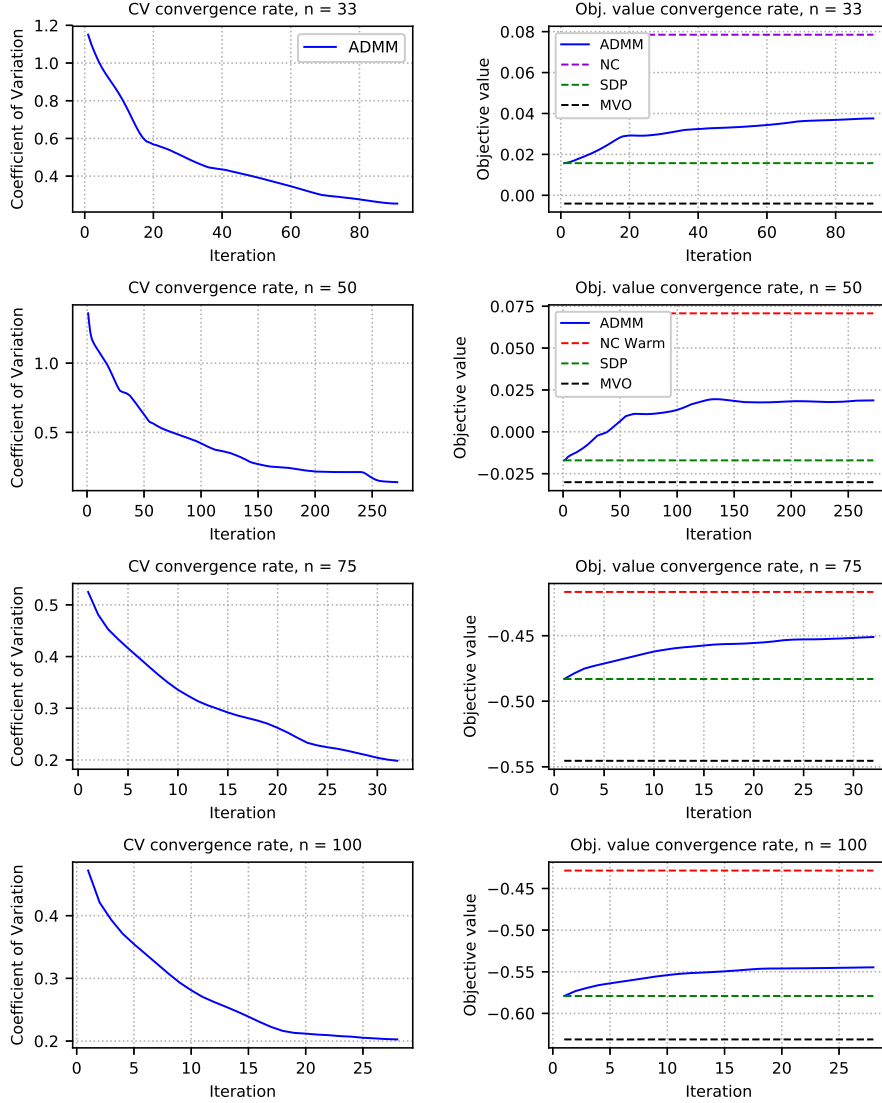 CV convergence rate, n = 33
Coefficient of Variation
1.2
1.0
0.8
0.6
0.4
ADMM
0 20 40 60 80
Iteration
Obj. value convergence rate, n = 33
Objective value
0.08
0.06
0.04
0.02
0.00
ADMM
NC
SDP
MVO
0 20 40 60 80
Iteration
CV convergence rate, n = 50
Coefficient of Variation
1.0
0.5
0 50 100 150 200 250
Iteration
Obj. value convergence rate, n = 50
Objective value
0.075
0.050
0.025
0.000
−0.025
ADMM
NC Warm
SDP
MVO
0 50 100 150 200 250
Iteration
CV convergence rate, n = 75
Coefficient of Variation
0.5
0.4
0.3
0.2
0 5 10 15 20 25 30
Iteration
Obj. value convergence rate, n = 75
Objective value
−0.45
−0.50
−0.55
0 5 10 15 20 25 30
Iteration
CV convergence rate, n = 100
Coefficient of Variation
0.4
0.3
0.2
0 5 10 15 20 25
Iteration
Obj. value convergence rate, n = 100
Objective value
−0.45
−0.50
−0.55
−0.60
0 5 10 15 20 25
Iteration